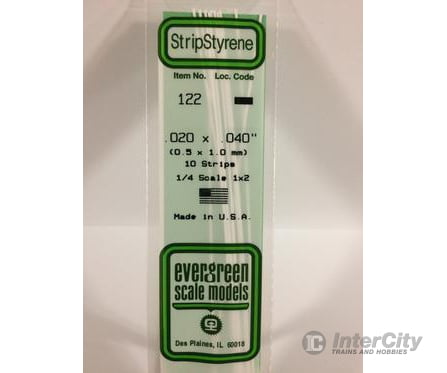 StripStyrene
Item No. Loc. Code
122
.020 x .040"
(0.5 x 1.0 mm)
10 Strips
1/4 Scale 1x2
Made in U.S.A.
evergreen
scale models
Des Plaines, IL 60018
IC InterCity
TRAINS AND HOBBIES